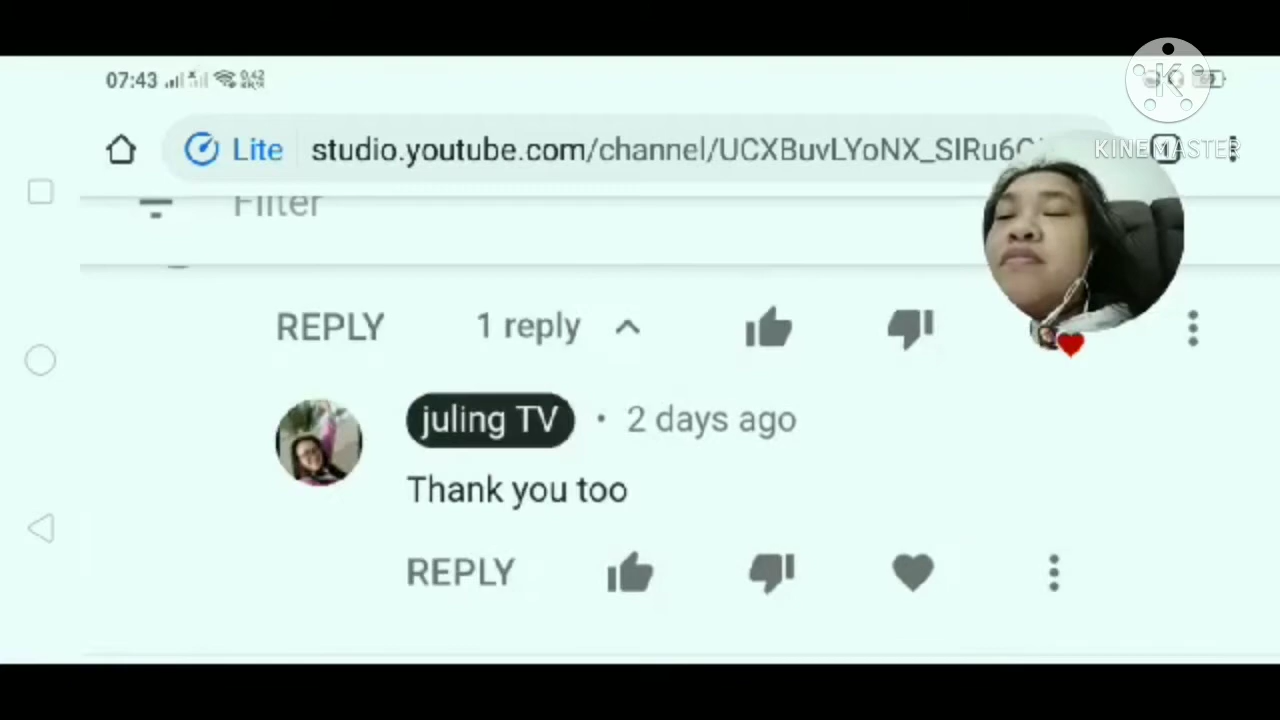 07:43
KINEMASTER
Lite studio.youtube.com/channel/UCXBuvLYoNX_SIRu6
Filter
REPLY 1 reply
juling TV • 2 days ago
Thank you too
REPLY